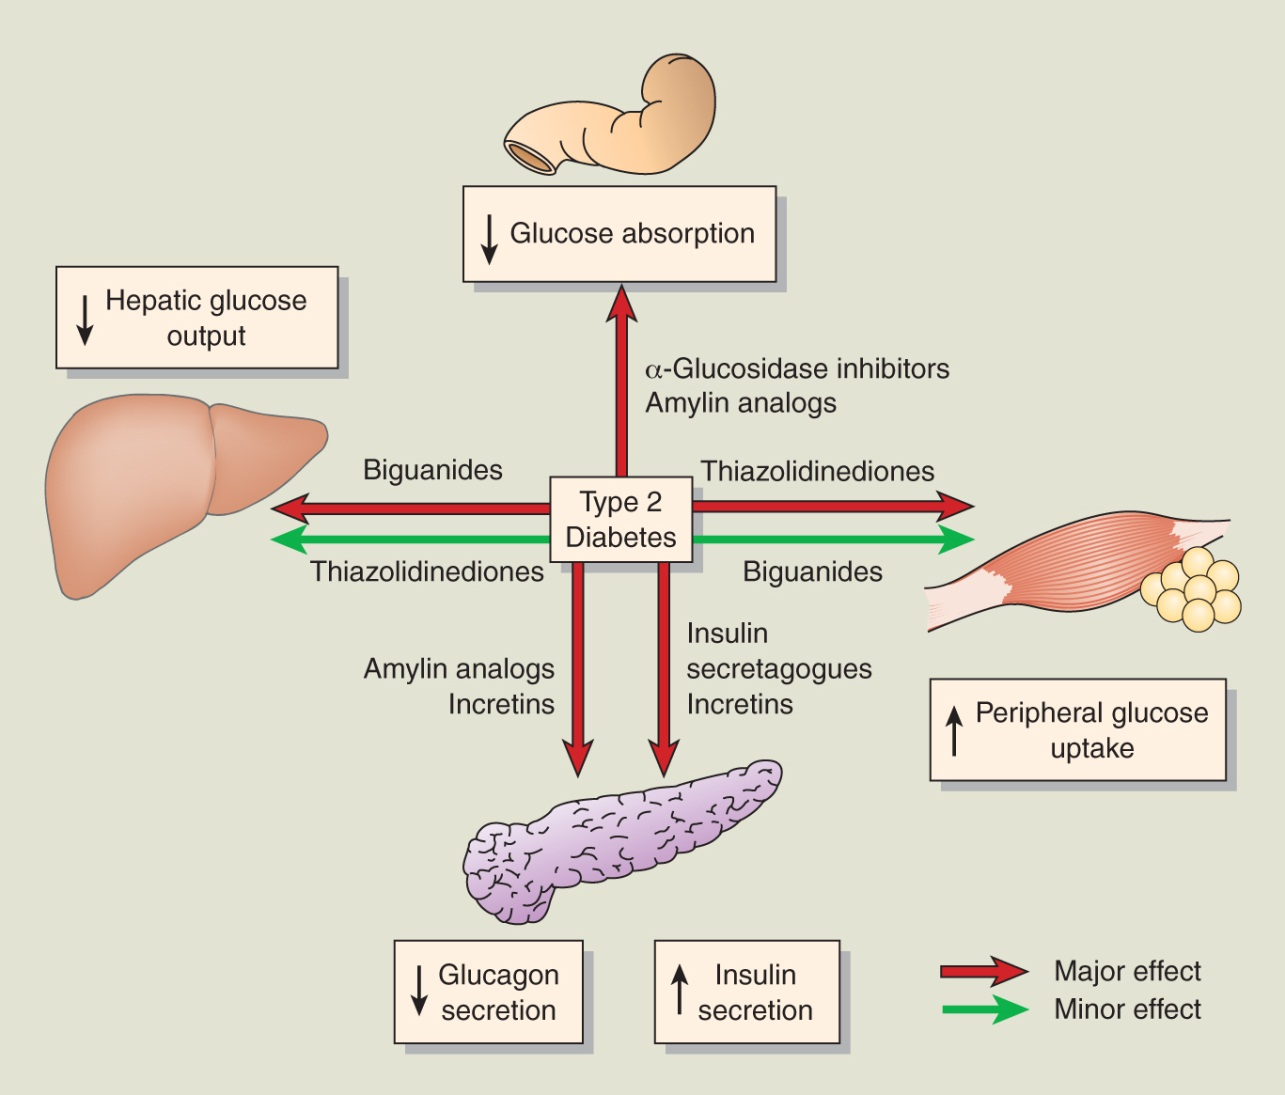 Glucose absorption
Hepatic glucose
output
α-Glucosidase inhibitors
Amylin analogs
Biguanides
Thiazolidinediones
Type 2
Diabetes
Thiazolidinediones
Biguanides
Amylin analogs
Incretins
Insulin
secretagogues
Incretins
Peripheral glucose
uptake
Glucagon
secretion
Insulin
secretion
Major effect
Minor effect